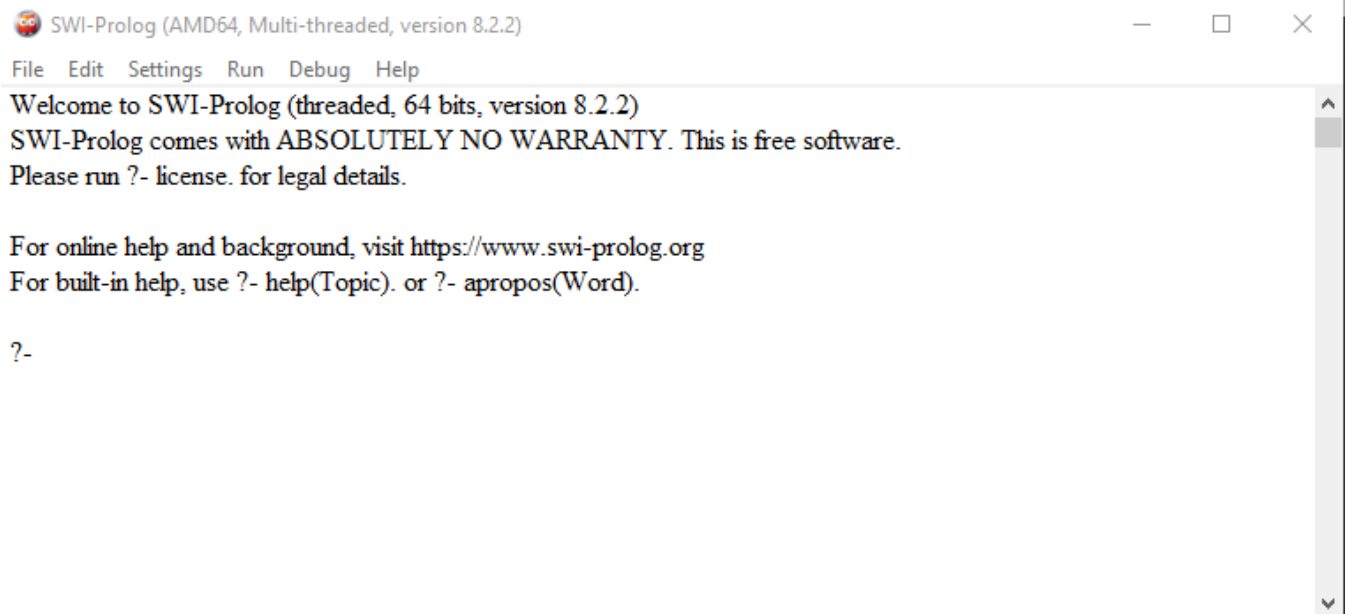 SWI-Prolog (AMD64, Multi-threaded, version 8.2.2)
File Edit Settings Run Debug Help
Welcome to SWI-Prolog (threaded, 64 bits, version 8.2.2)
SWI-Prolog comes with ABSOLUTELY NO WARRANTY. This is free software.
Please run ?- license. for legal details.
For online help and background, visit https://www.swi-prolog.org
For built-in help, use ?- help(Topic). or ?- apropos(Word).
?-